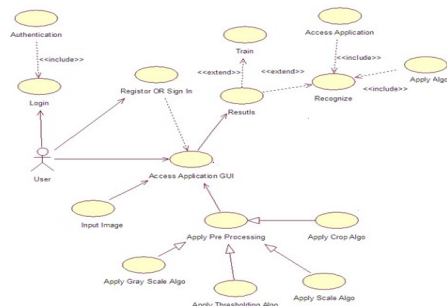 Authentication
Access Application
Train
<<include>>
<<include>>
<<extend>>
<<extend>>
Apply Algo
Registor OR Sign In
Login
Resutls
Recognize
<<include>>
User
Access Application GUI
Input Image
Apply Pre Processing
Apply Crop Algo
Apply Gray Scale Algo
Apply Thresholding Algo
Apply Scale Algo